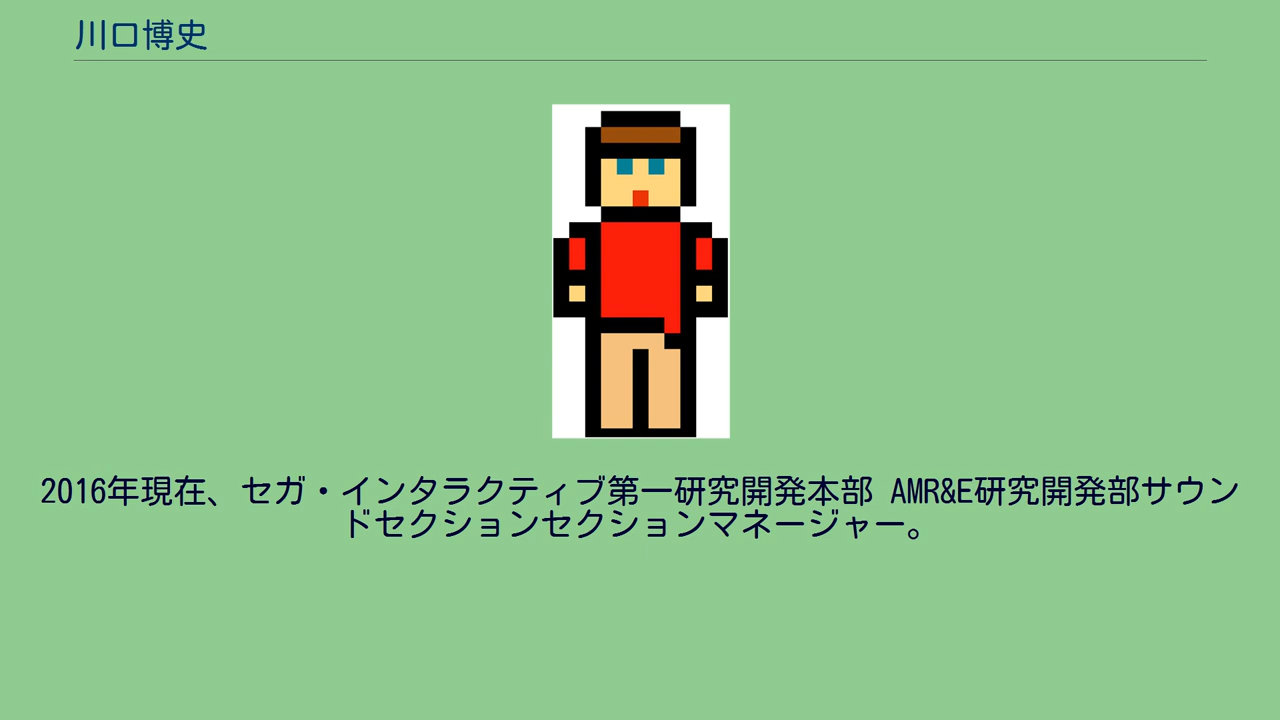 川口博史
2016年現在、セガ・インタラクティブ第一研究開発本部 AMR&E研究開発部サウン
ドセクションセクションマネージャー。